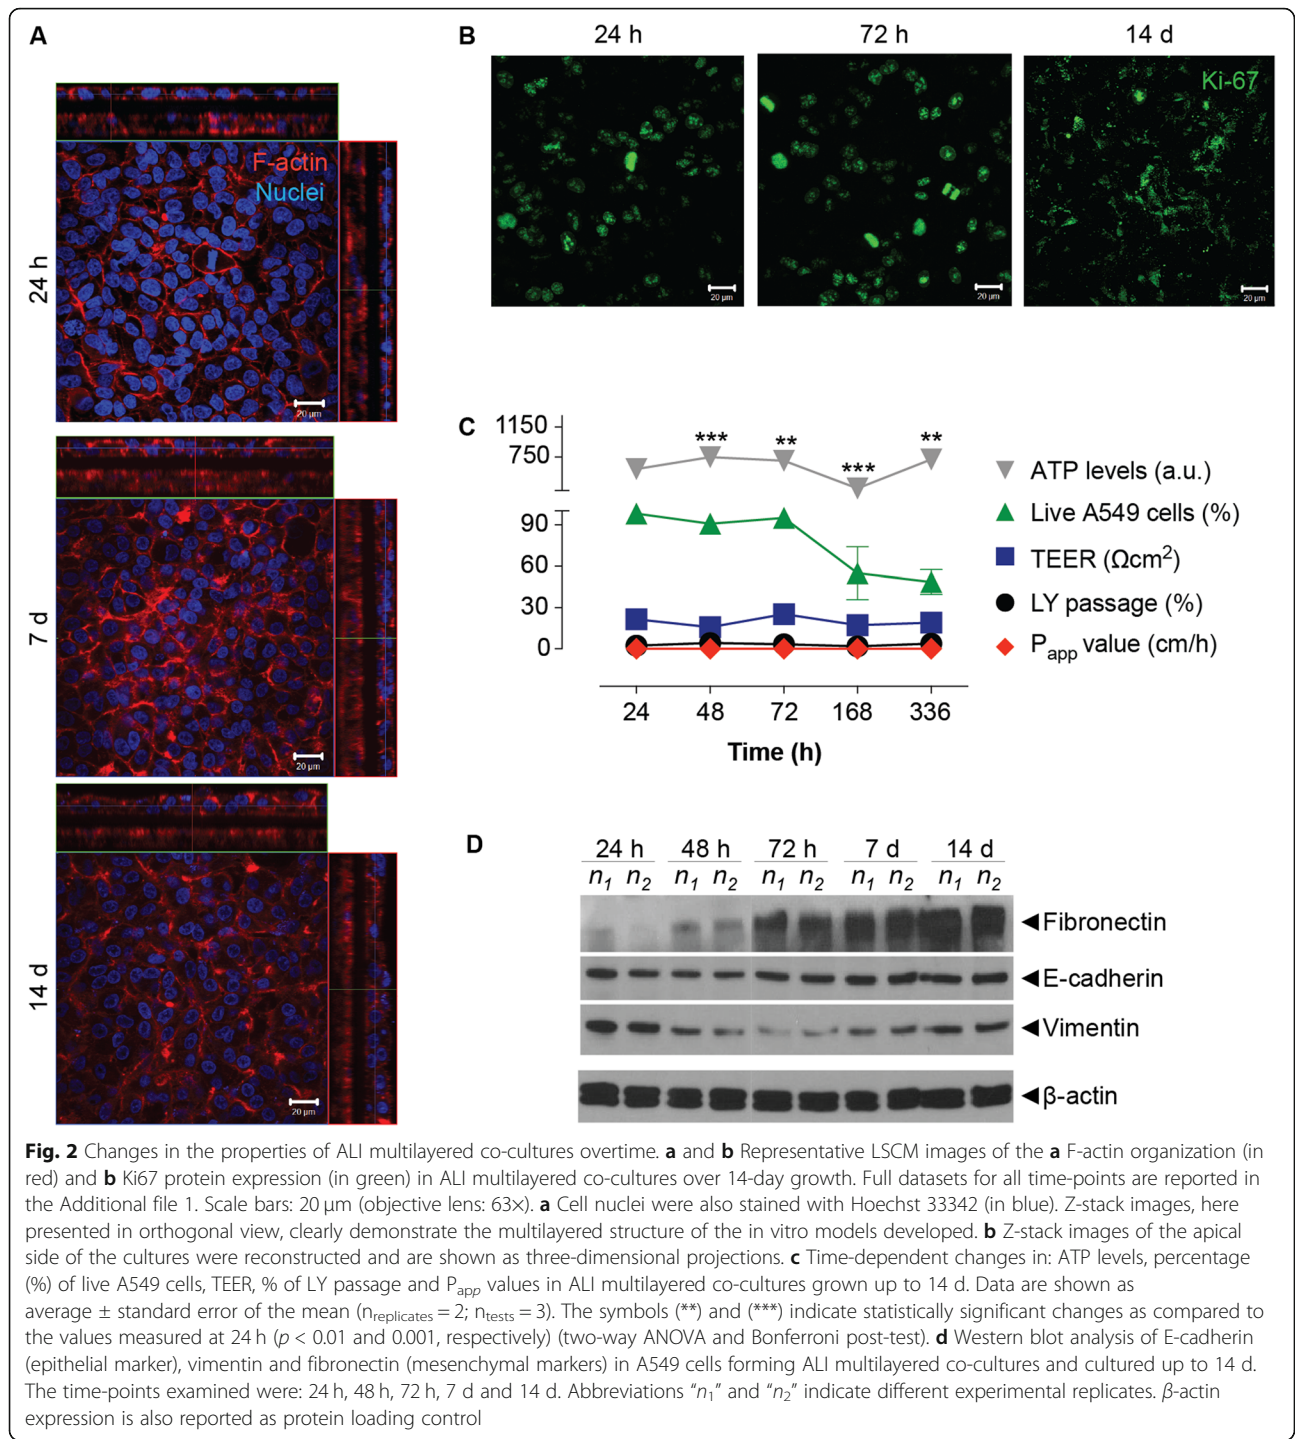 A
F-actin
Nuclei
20 µm
24 h
20 µm
7 d
20 µm
14 d
B
24 h 72 h 14 d
Ki-67
20 µm 20 µm 20 µm
C
1150
750
90
60
30
0
*** ** *** **
24 48 72 168 336
Time (h)
ATP levels (a.u.)
Live A549 cells (%)
TEER (Ωcm²)
LY passage (%)
Papp value (cm/h)
D
24 h 48 h 72 h 7 d 14 d
n1 n2 n1 n2 n1 n2 n1 n2 n1 n2
Fibronectin
E-cadherin
Vimentin
β-actin
Fig. 2 Changes in the properties of ALI multilayered co-cultures overtime. a and b Representative LSCM images of the a F-actin organization (in
red) and b Ki67 protein expression (in green) in ALI multilayered co-cultures over 14-day growth. Full datasets for all time-points are reported in
the Additional file 1. Scale bars: 20 µm (objective lens: 63×). a Cell nuclei were also stained with Hoechst 33342 (in blue). Z-stack images, here
presented in orthogonal view, clearly demonstrate the multilayered structure of the in vitro models developed. b Z-stack images of the apical
side of the cultures were reconstructed and are shown as three-dimensional projections. c Time-dependent changes in: ATP levels, percentage
(%) of live A549 cells, TEER, % of LY passage and Papp values in ALI multilayered co-cultures grown up to 14 d. Data are shown as
average ± standard error of the mean (nreplicates = 2; ntests = 3). The symbols (**) and (***) indicate statistically significant changes as compared to
the values measured at 24 h (p < 0.01 and 0.001, respectively) (two-way ANOVA and Bonferroni post-test). d Western blot analysis of E-cadherin
(epithelial marker), vimentin and fibronectin (mesenchymal markers) in A549 cells forming ALI multilayered co-cultures and cultured up to 14 d.
The time-points examined were: 24 h, 48 h, 72 h, 7 d and 14 d. Abbreviations “n1” and “n2” indicate different experimental replicates. β-actin
expression is also reported as protein loading control